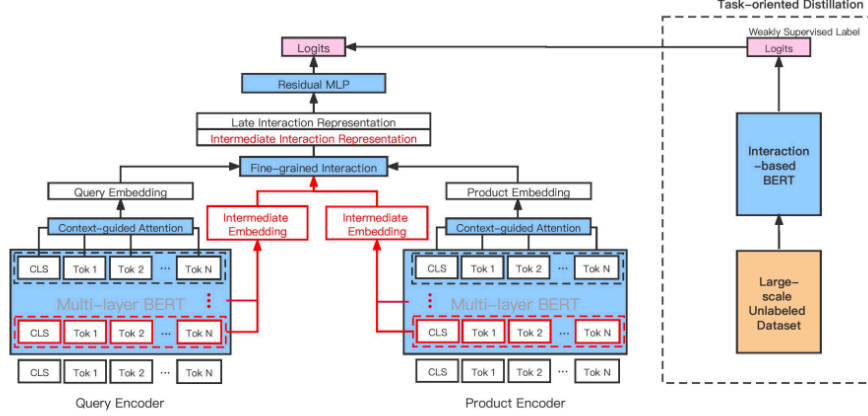 Task-oriented Distillation
Weakly Supervised Label
Logits
Logits
Residual MLP
Late Interaction Representation
Intermediate Interaction Representation
Fine-grained Interaction
Query Embedding
Product Embedding
Intermediate
Embedding
Intermediate
Embedding
Context-guided Attention
Context-guided Attention
CLS Tok 1 Tok 2 ... Tok N
CLS Tok 1 Tok 2 ... Tok N
Multi-layer BERT
Multi-layer BERT
CLS Tok 1 Tok 2 ... Tok N
CLS Tok 1 Tok 2 ... Tok N
CLS Tok 1 Tok 2 ... Tok N
CLS Tok 1 Tok 2 ... Tok N
Query Encoder
Product Encoder
Interaction
-based
BERT
Large-
scale
Unlabeled
Dataset